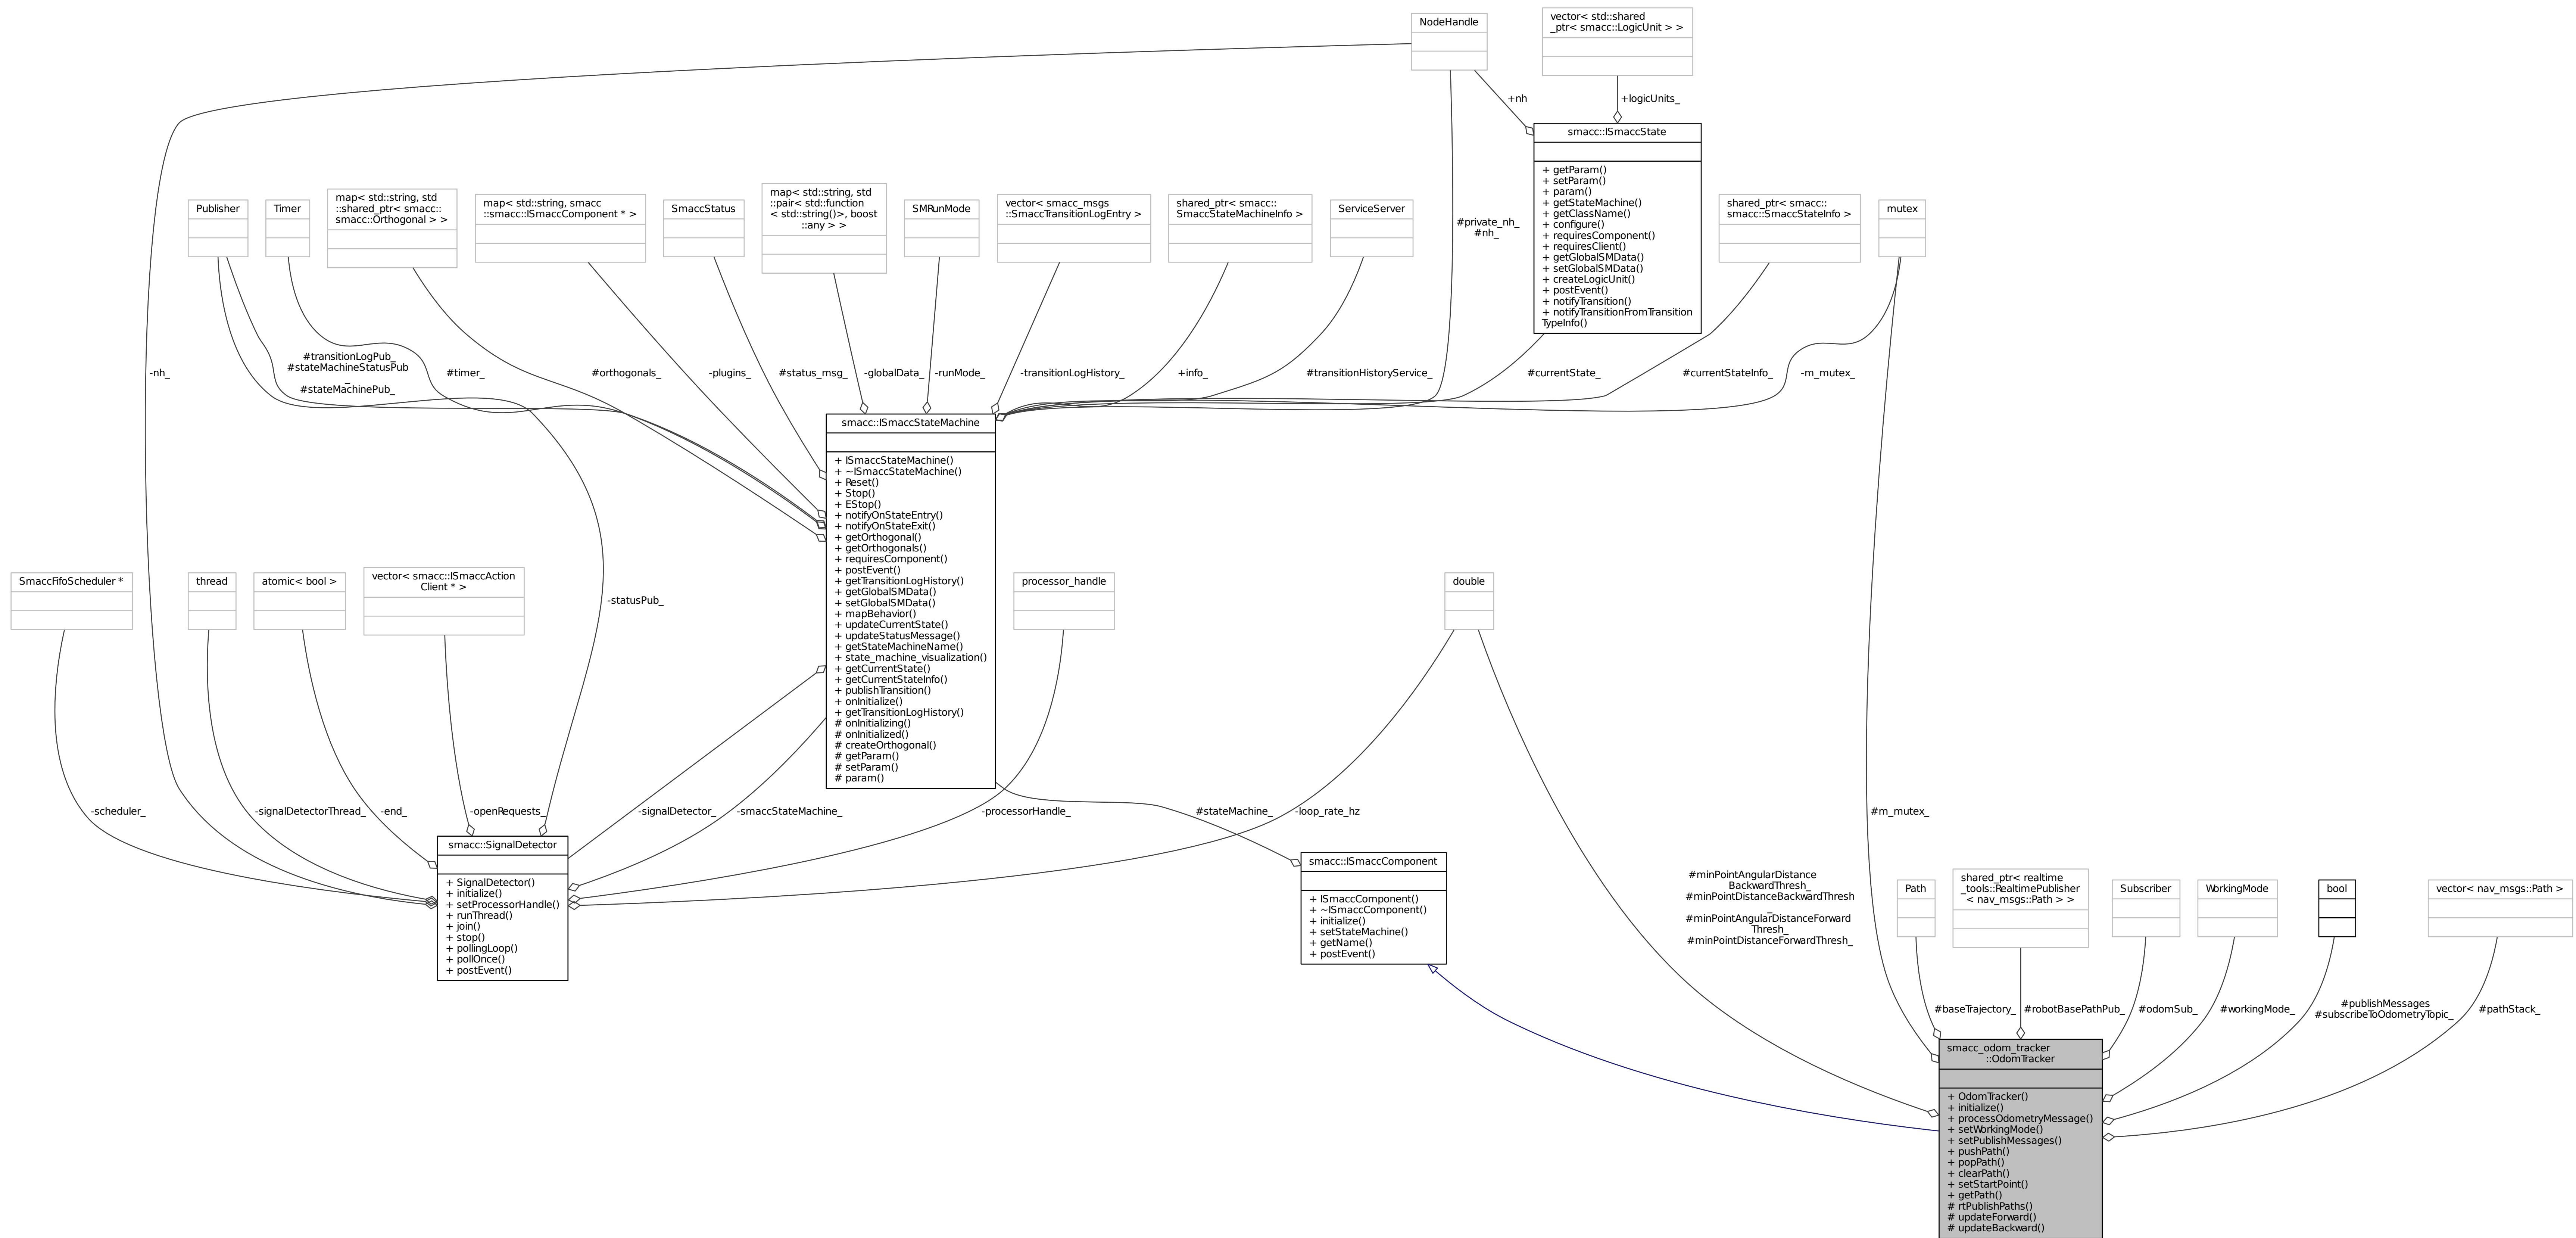 NodeHandle
vector< std::shared
_ptr< smacc::LogicUnit > >
+nh
+logicUnits_
smacc::ISmaccState
+ getParam()
+ setParam()
+ param()
+ getStateMachine()
+ getClassName()
+ configure()
+ requiresComponent()
+ requiresClient()
+ getGlobalSMData()
+ setGlobalSMData()
+ createLogicUnit()
+ postEvent()
+ notifyTransition()
+ notifyTransitionFromTransition
TypeInfo()
Publisher
Timer
map< std::string, std
::shared_ptr< smacc::
smacc::Orthogonal > >
map< std::string, smacc
::smacc::ISmaccComponent * >
SmaccStatus
map< std::string, std
::pair< std::function
< std::string()>, boost
::any > >
SMRunMode
vector< smacc_msgs
::SmaccTransitionLogEntry >
shared_ptr< smacc::
SmaccStateMachineInfo >
ServiceServer
#private_nh_
#nh_
shared_ptr< smacc::
smacc::SmaccStateInfo >
mutex
-nh_
#transitionLogPub_
#stateMachineStatusPub
_
#stateMachinePub_
#timer_
#orthogonals_
-plugins_
#status_msg_
-globalData_
-runMode_
-transitionLogHistory_
+info_
#transitionHistoryService_
#currentState_
#currentStateInfo_
-m_mutex_
smacc::ISmaccStateMachine
+ ISmaccStateMachine()
+ ~ISmaccStateMachine()
+ Reset()
+ Stop()
+ EStop()
+ notifyOnStateEntry()
+ notifyOnStateExit()
+ getOrthogonal()
+ getOrthogonals()
+ requiresComponent()
+ postEvent()
+ getTransitionLogHistory()
+ getGlobalSMData()
+ setGlobalSMData()
+ mapBehavior()
+ updateCurrentState()
+ updateStatusMessage()
+ getStateMachineName()
+ state_machine_visualization()
+ getCurrentState()
+ getCurrentStateInfo()
+ publishTransition()
+ onInitialize()
+ getTransitionLogHistory()
# onInitializing()
# onInitialized()
# createOrthogonal()
# getParam()
# setParam()
# param()
SmaccFifoScheduler *
thread
atomic< bool >
vector< smacc::ISmaccAction
Client * >
-statusPub_
processor_handle
double
-scheduler_
-signalDetectorThread_
-end_
-openRequests_
-signalDetector_
-smaccStateMachine_
-processorHandle_
#stateMachine_
-loop_rate_hz
#m_mutex_
smacc::SignalDetector
+ SignalDetector()
+ initialize()
+ setProcessorHandle()
+ runThread()
+ join()
+ stop()
+ pollingLoop()
+ pollOnce()
+ postEvent()
smacc::ISmaccComponent
+ ISmaccComponent()
+ ~ISmaccComponent()
+ initialize()
+ setStateMachine()
+ getName()
+ postEvent()
#minPointAngularDistance
BackwardThresh_
#minPointDistanceBackwardThresh
_
#minPointAngularDistanceForward
Thresh_
#minPointDistanceForwardThresh_
Path
shared_ptr< realtime
_tools::RealtimePublisher
< nav_msgs::Path > >
Subscriber
WorkingMode
bool
vector< nav_msgs::Path >
#baseTrajectory_
#robotBasePathPub_
#odomSub_
#workingMode_
#publishMessages
#subscribeToOdometryTopic_
#pathStack_
smacc_odom_tracker
::OdomTracker
+ OdomTracker()
+ initialize()
+ processOdometryMessage()
+ setWorkingMode()
+ setPublishMessages()
+ pushPath()
+ popPath()
+ clearPath()
+ setStartPoint()
+ getPath()
# rtPublishPaths()
# updateForward()
# updateBackward()